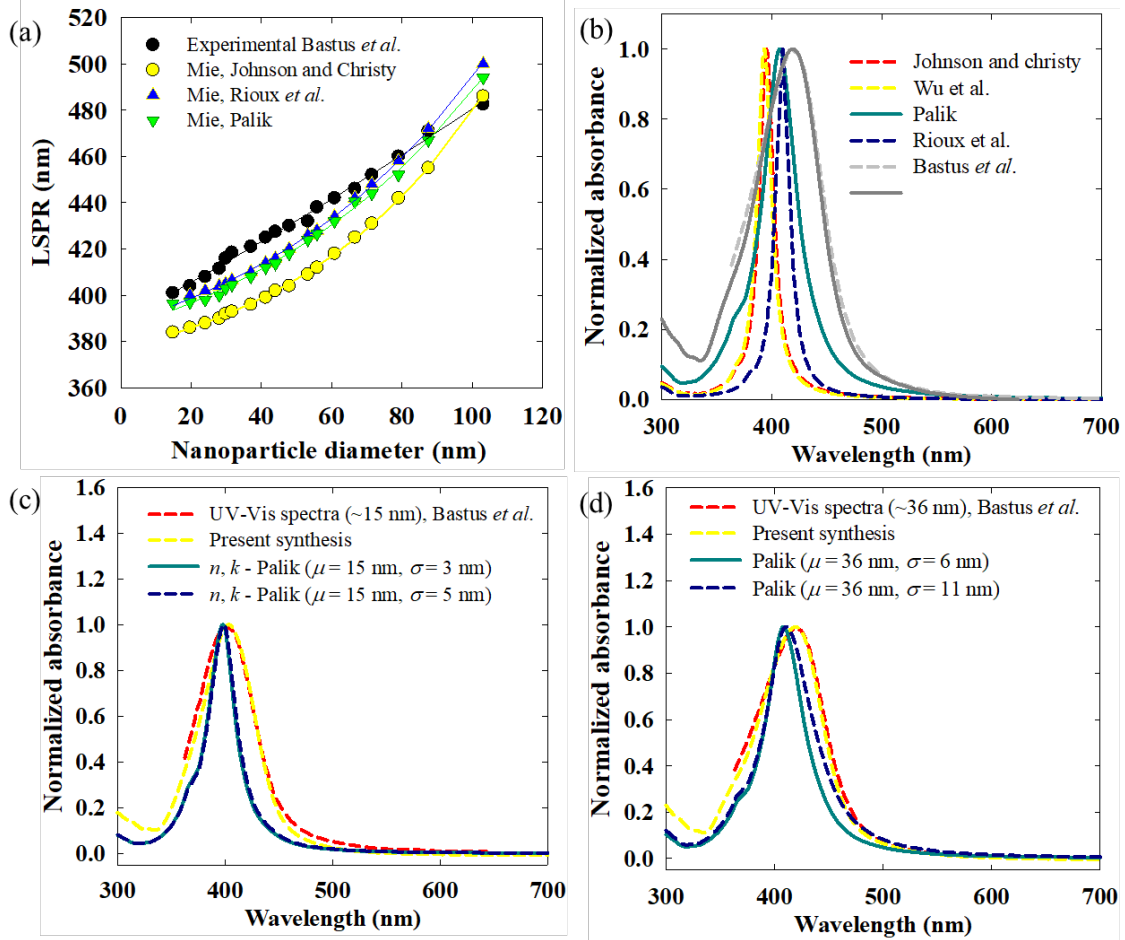 (a)
520
500
480
460
440
420
400
380
360
LSPR (nm)
Experimental Bastus et al.
Mie, Johnson and Christy
Mie, Rioux et al.
Mie, Palik
0 20 40 60 80 100 120
Nanoparticle diameter (nm)
(b)
1.0
0.8
0.6
0.4
0.2
0.0
Normalized absorbance
Johnson and christy
Wu et al.
Palik
Rioux et al.
Bastus et al.
300 400 500 600 700
Wavelength (nm)
(c)
1.6
1.4
1.2
1.0
0.8
0.6
0.4
0.2
0.0
Normalized absorbance
UV-Vis spectra (~15 nm), Bastus et al.
Present synthesis
n, k - Palik (μ = 15 nm, σ = 3 nm)
n, k - Palik (μ = 15 nm, σ = 5 nm)
300 400 500 600 700
Wavelength (nm)
(d)
1.6
1.4
1.2
1.0
0.8
0.6
0.4
0.2
0.0
Normalized absorbance
UV-Vis spectra (~36 nm), Bastus et al.
Present synthesis
Palik (μ = 36 nm, σ = 6 nm)
Palik (μ = 36 nm, σ = 11 nm)
300 400 500 600 700
Wavelength (nm)